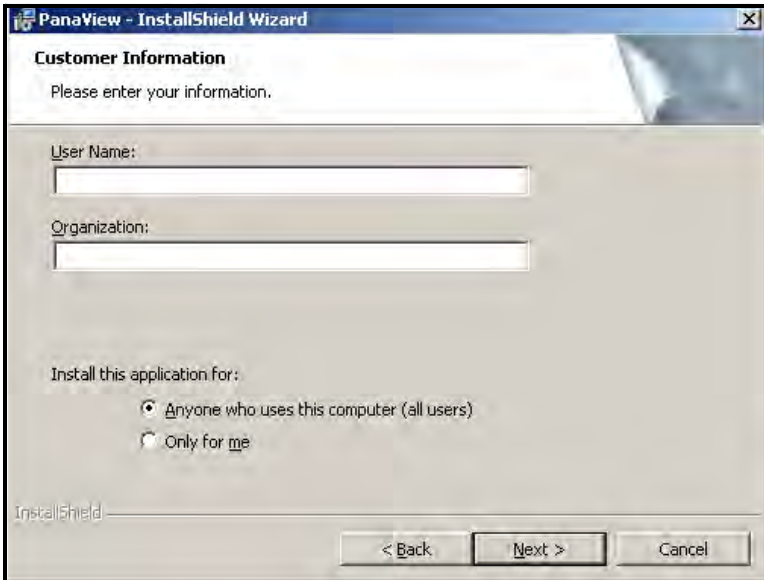 PanaView - InstallShield Wizard
Customer Information
Please enter your information.
User Name:
Organization:
Install this application for:
Anyone who uses this computer (all users)
Only for me
InstallShield
< Back
Next >
Cancel